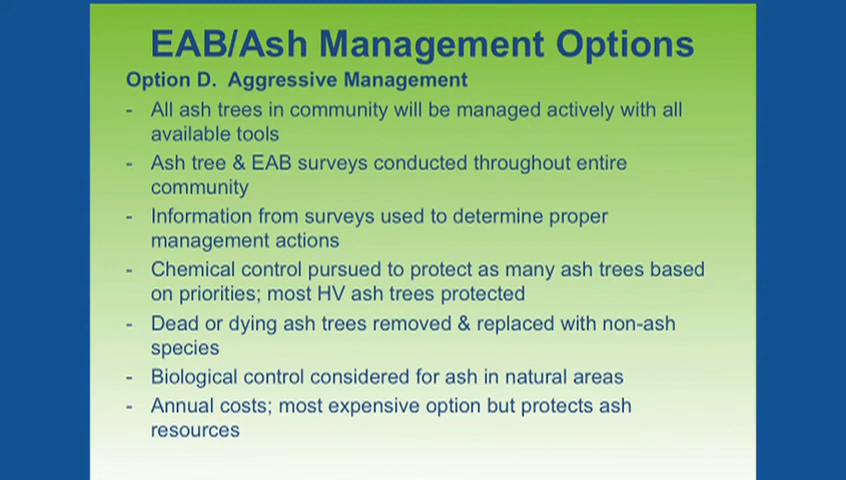 EAB/Ash Management Options
Option D.  Aggressive Management
- All ash trees in community will be managed actively with all
available tools
- Ash tree & EAB surveys conducted throughout entire
community
- Information from surveys used to determine proper
management actions
- Chemical control pursued to protect as many ash trees based
on priorities; most HV ash trees protected
- Dead or dying ash trees removed & replaced with non-ash
species
- Biological control considered for ash in natural areas
- Annual costs; most expensive option but protects ash
resources